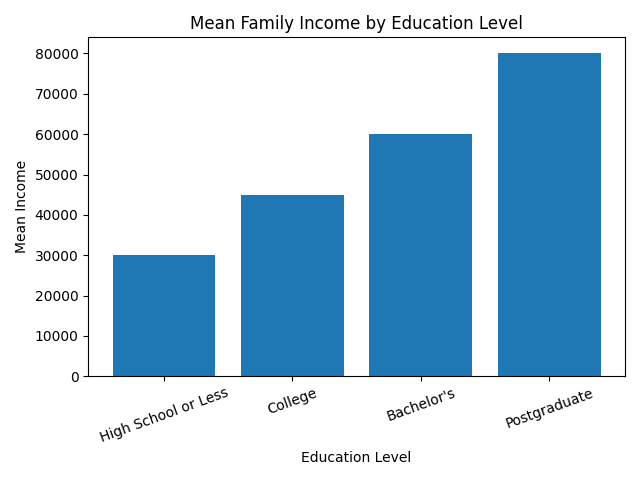 Mean Family Income by Education Level
80000
70000
60000
50000
40000
30000
20000
10000
0
Mean Income
High School or Less
College
Bachelor's
Postgraduate
Education Level